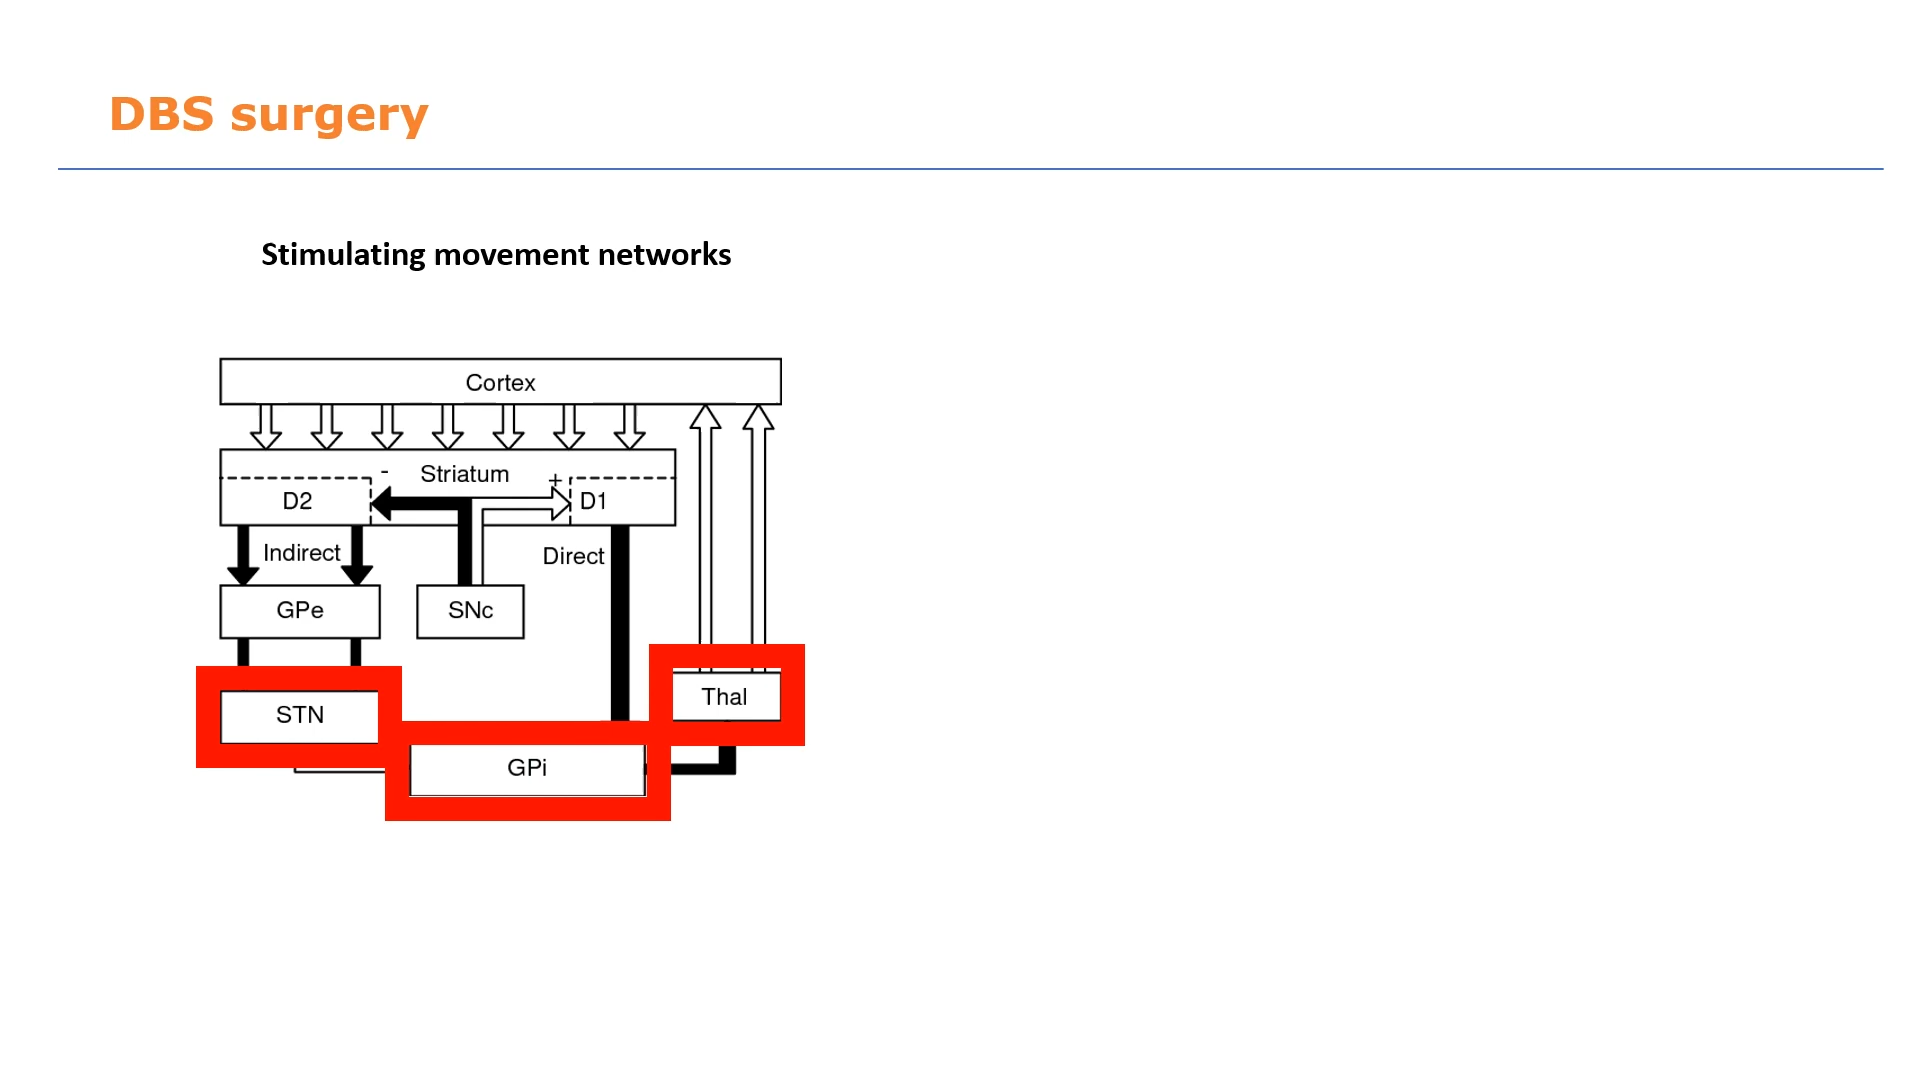 DBS surgery
Stimulating movement networks
Cortex
- Striatum +
D2
D1
Indirect
Direct
GPe
SNc
Thal
STN
GPi